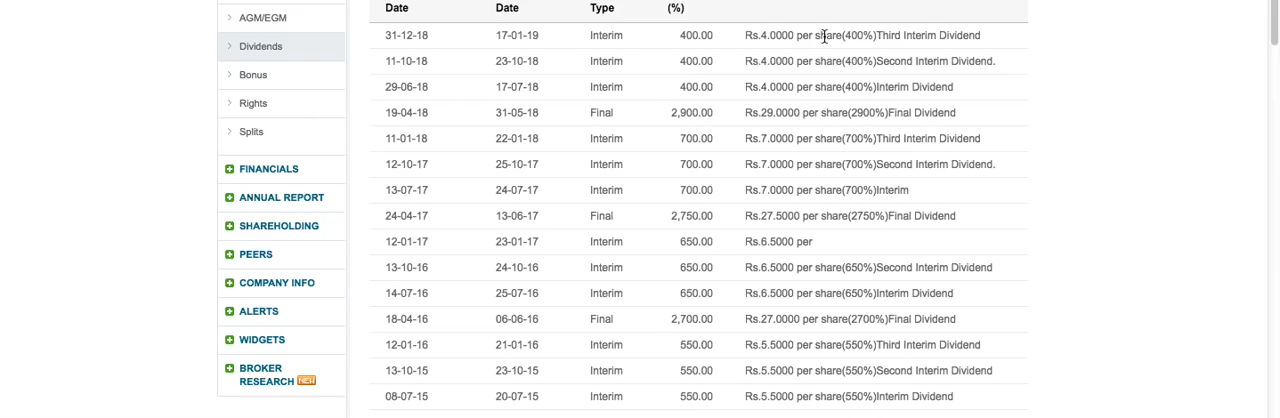 AGM/EGM
Dividends
Bonus
Rights
Splits
FINANCIALS
ANNUAL REPORT
SHAREHOLDING
PEERS
COMPANY INFO
ALERTS
WIDGETS
BROKER
RESEARCH NEW
Date Date Type (%)
31-12-18 17-01-19 Interim 400.00 Rs.4.0000 per share(400%)Third Interim Dividend
11-10-18 23-10-18 Interim 400.00 Rs.4.0000 per share(400%)Second Interim Dividend.
29-06-18 17-07-18 Interim 400.00 Rs.4.0000 per share(400%)Interim Dividend
19-04-18 31-05-18 Final 2,900.00 Rs.29.0000 per share(2900%)Final Dividend
11-01-18 22-01-18 Interim 700.00 Rs.7.0000 per share(700%)Third Interim Dividend
12-10-17 25-10-17 Interim 700.00 Rs.7.0000 per share(700%)Second Interim Dividend.
13-07-17 24-07-17 Interim 700.00 Rs.7.0000 per share(700%)Interim
24-04-17 13-06-17 Final 2,750.00 Rs.27.5000 per share(2750%)Final Dividend
12-01-17 23-01-17 Interim 650.00 Rs.6.5000 per
13-10-16 24-10-16 Interim 650.00 Rs.6.5000 per share(650%)Second Interim Dividend
14-07-16 25-07-16 Interim 650.00 Rs.6.5000 per share(650%)Interim Dividend
18-04-16 06-06-16 Final 2,700.00 Rs.27.0000 per share(2700%)Final Dividend
12-01-16 21-01-16 Interim 550.00 Rs.5.5000 per share(550%)Third Interim Dividend
13-10-15 23-10-15 Interim 550.00 Rs.5.5000 per share(550%)Second Interim Dividend
08-07-15 20-07-15 Interim 550.00 Rs.5.5000 per share(550%)Interim Dividend